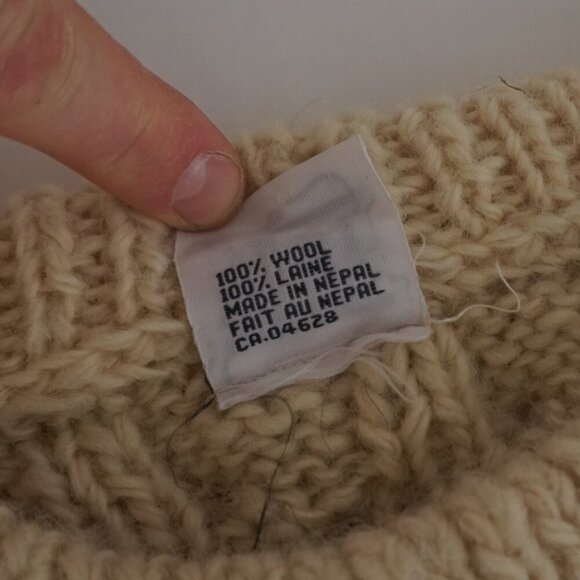 100% WOOL
100% LAINE
MADE IN NEPAL
FAIT AU NEPAL
CA.04628